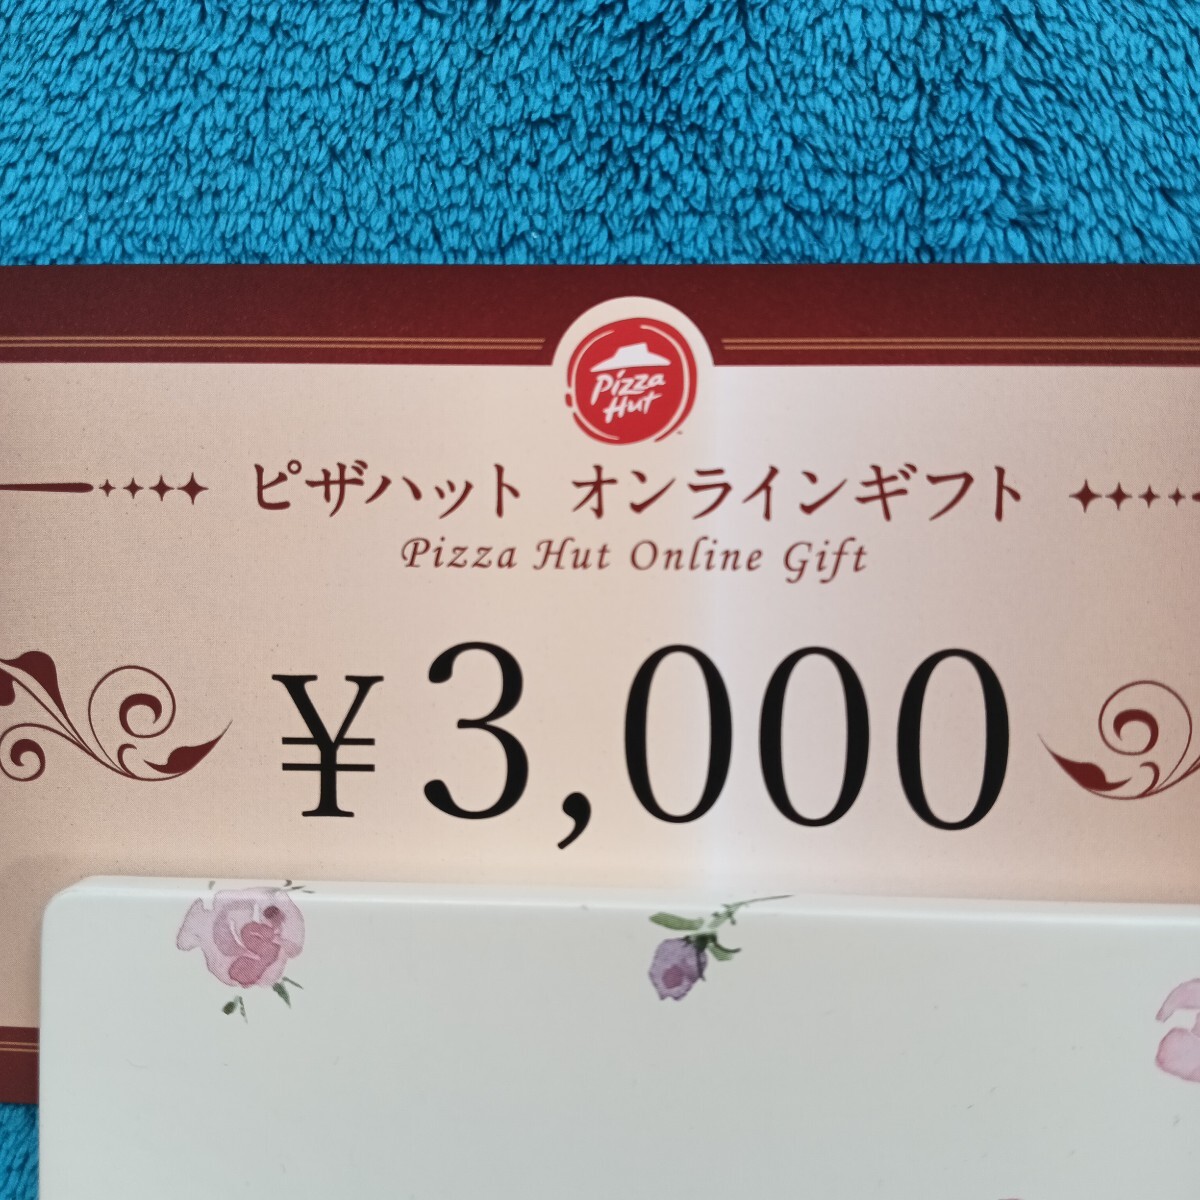 Pizza
Hut
ピザハット オンラインギフト
Pizza Hut Online Gift
¥3,000